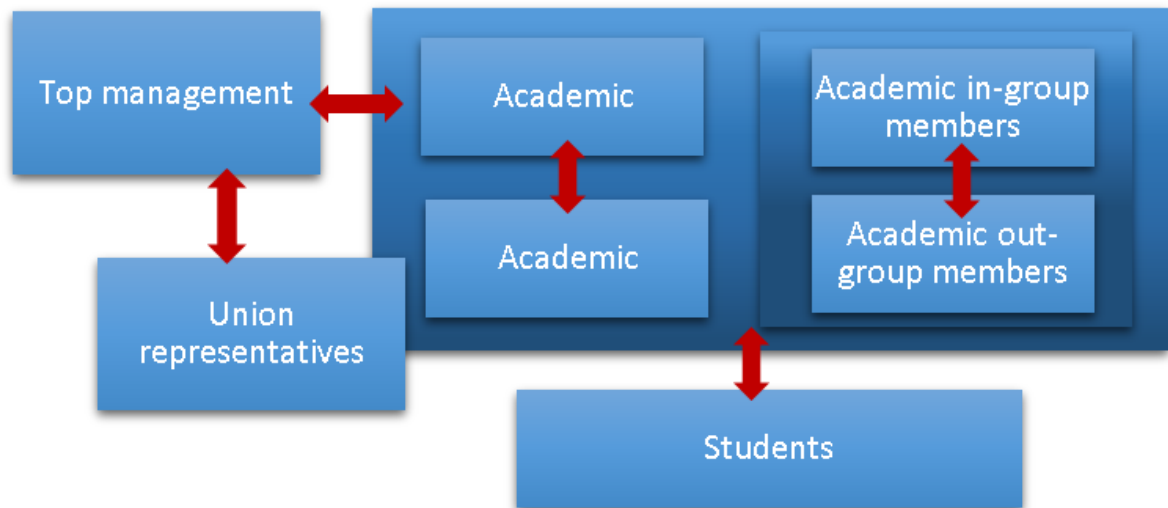 Top management
Academic
Academic in-group
members
Academic
Academic out-
group members
Union
representatives
Students